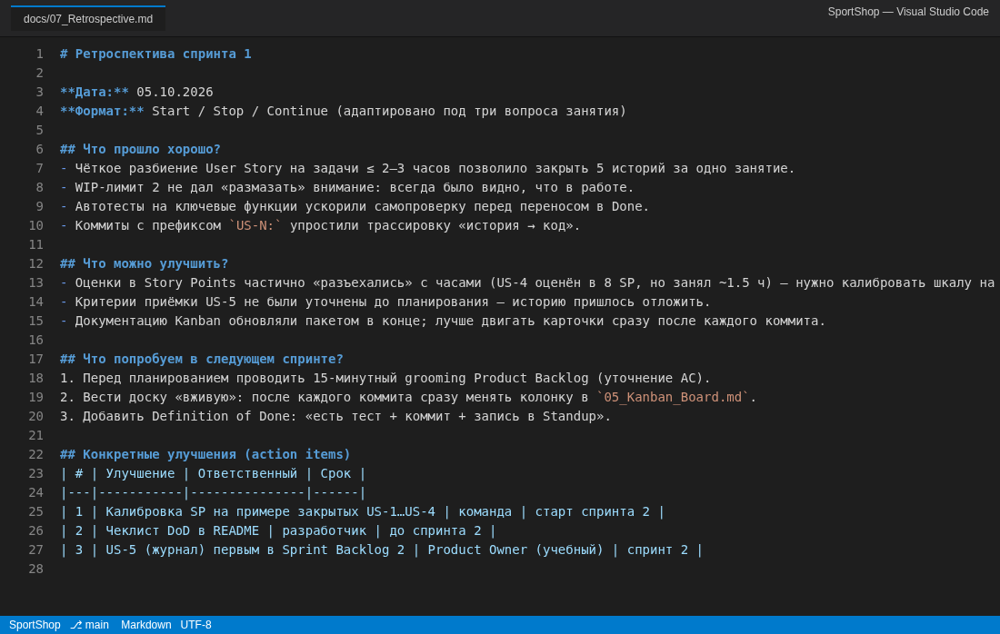 docs/07_Retrospective.md
SportShop — Visual Studio Code
1 # Ретроспектива спринта 1
2
3 **Дата:** 05.10.2026
4 **Формат:** Start / Stop / Continue (адаптировано под три вопроса занятия)
5
6 ## Что прошло хорошо?
7 - Чёткое разбиение User Story на задачи ≤ 2–3 часов позволило закрыть 5 историй за одно занятие.
8 - WIP-лимит 2 не дал «размазать» внимание: всегда было видно, что в работе.
9 - Автотесты на ключевые функции ускорили самопроверку перед переносом в Done.
10 - Коммиты с префиксом `US-N:` упростили трассировку «история → код».
11
12 ## Что можно улучшить?
13 - Оценки в Story Points частично «разъехались» с часами (US-4 оценён в 8 SP, но занял ~1.5 ч) — нужно калибровать шкалу на
14 - Критерии приёмки US-5 не были уточнены до планирования — историю пришлось отложить.
15 - Документацию Kanban обновляли пакетом в конце; лучше двигать карточки сразу после каждого коммита.
16
17 ## Что попробуем в следующем спринте?
18 1. Перед планированием проводить 15-минутный grooming Product Backlog (уточнение AC).
19 2. Вести доску «вживую»: после каждого коммита сразу менять колонку в `05_Kanban_Board.md`.
20 3. Добавить Definition of Done: «есть тест + коммит + запись в Standup».
21
22 ## Конкретные улучшения (action items)
23 | # | Улучшение | Ответственный | Срок |
24 |---|-----------|---------------|------|
25 | 1 | Калибровка SP на примере закрытых US-1…US-4 | команда | старт спринта 2 |
26 | 2 | Чеклист DoD в README | разработчик | до спринта 2 |
27 | 3 | US-5 (журнал) первым в Sprint Backlog 2 | Product Owner (учебный) | спринт 2 |
28
SportShop ⎇ main Markdown UTF-8